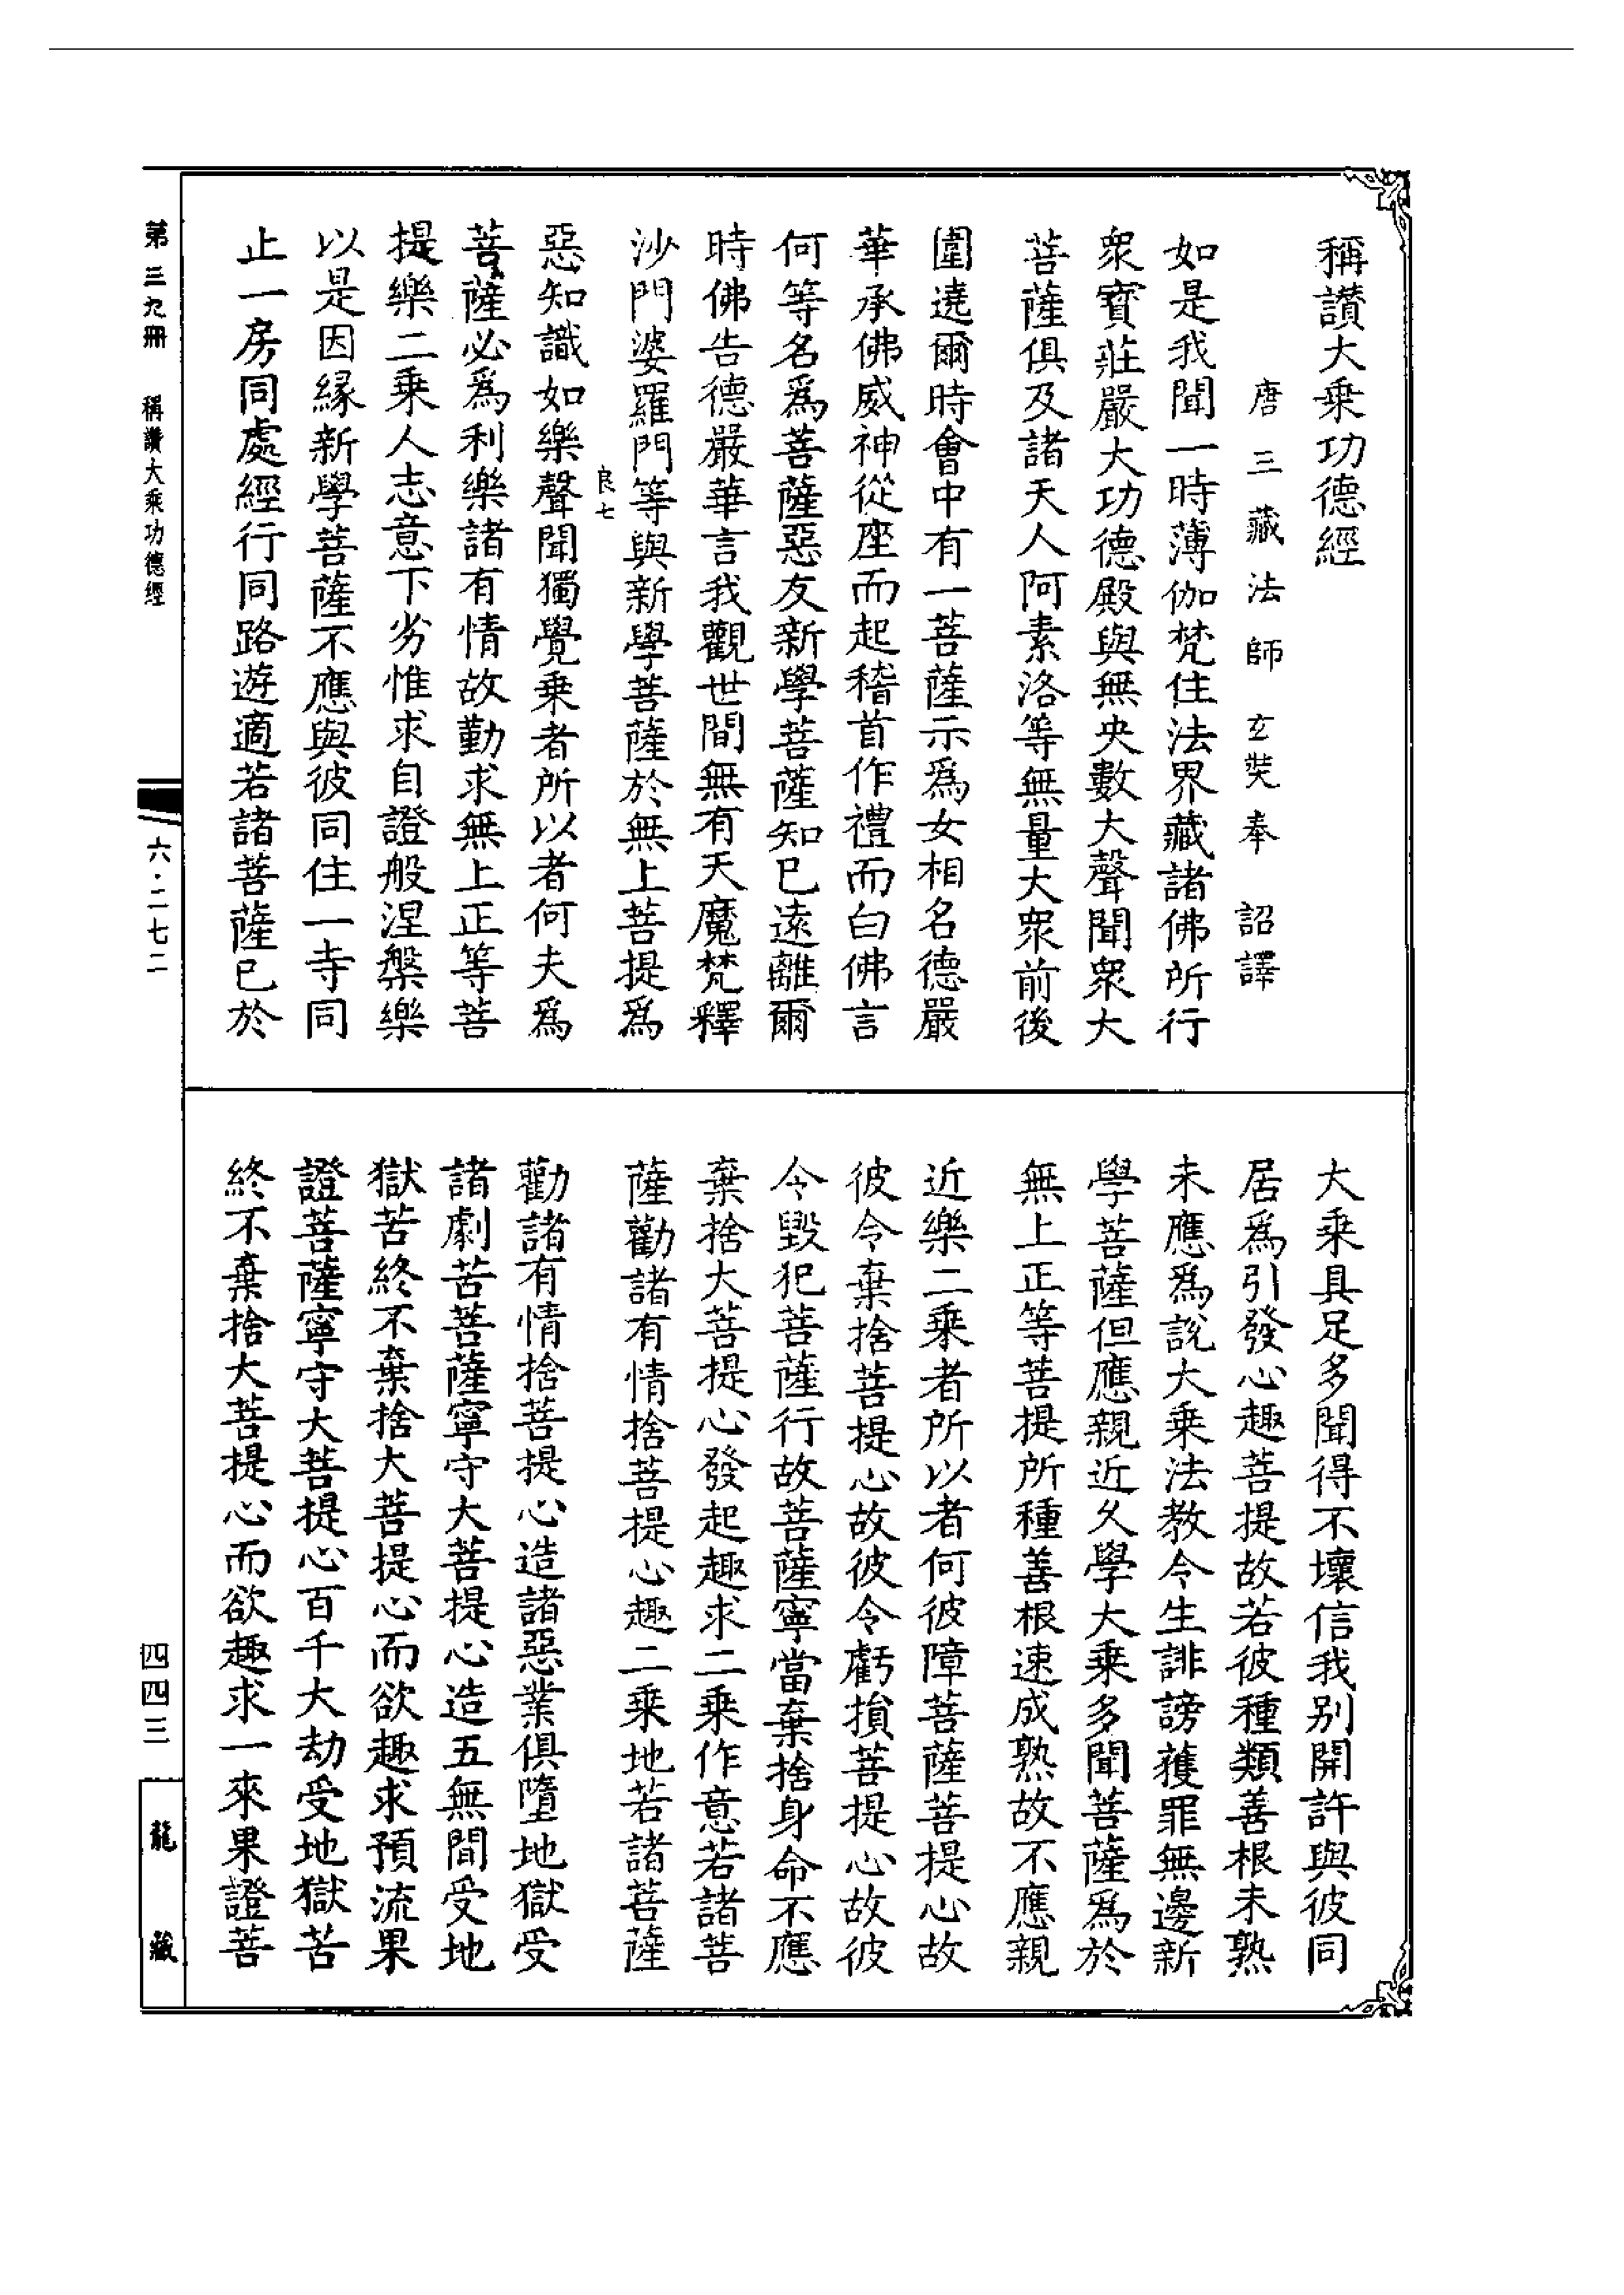 稱讚大乘功德經
唐三藏法師玄奘奉　詔譯
如是我聞一時薄伽梵住法界藏諸佛所行
衆寶莊嚴大功德殿與無央數大聲聞衆大
菩薩俱及諸天人阿素洛等無量大衆前後
圍遶爾時會中有一菩薩示爲女相名德嚴
華承佛威神從座而起稽首作禮而白佛言
何等名爲菩薩惡友新學菩薩知已遠離爾
時佛告德嚴華言我觀世間無有天魔梵釋
沙門婆羅門等與新學菩薩於無上菩提爲
良七
惡知識如樂聲聞獨覺乘者所以者何夫爲
菩薩必爲利樂諸有情故勤求無上正等菩
提樂二乘人志意下劣惟求自證般涅槃樂
以是因緣新學菩薩不應與彼同住一寺同
止一房同處經行同路遊適若諸菩薩已於
大乘具足多聞得不壞信我別開許與彼同
居爲引發心趣菩提故若彼種類善根未熟
未應爲說大乘法教令生誹謗獲罪無邊新
學菩薩但應親近久學大乘多聞菩薩爲於
無上正等菩提所種善根速成熟故不應親
近樂二乘者所以者何彼障菩薩菩提心故
彼令棄捨菩提心故彼令虧損菩提心故彼
令毀犯菩薩行故菩薩寧當棄捨身命不應
棄捨大菩提心發起趣求二乘作意若諸菩
薩勸諸有情捨菩提心趣二乘地若諸菩薩
勸諸有情捨菩提心造諸惡業俱墮地獄受
諸劇苦菩薩寧守大菩提心造五無間受地
獄苦終不棄捨大菩提心而欲趣求預流果
證菩薩寧守大菩提心百千大劫受地獄苦
終不棄捨大菩提心而欲趣求一來果證菩
第三九冊　稱讚大乘功德經
六·二七二
四四三
龍藏